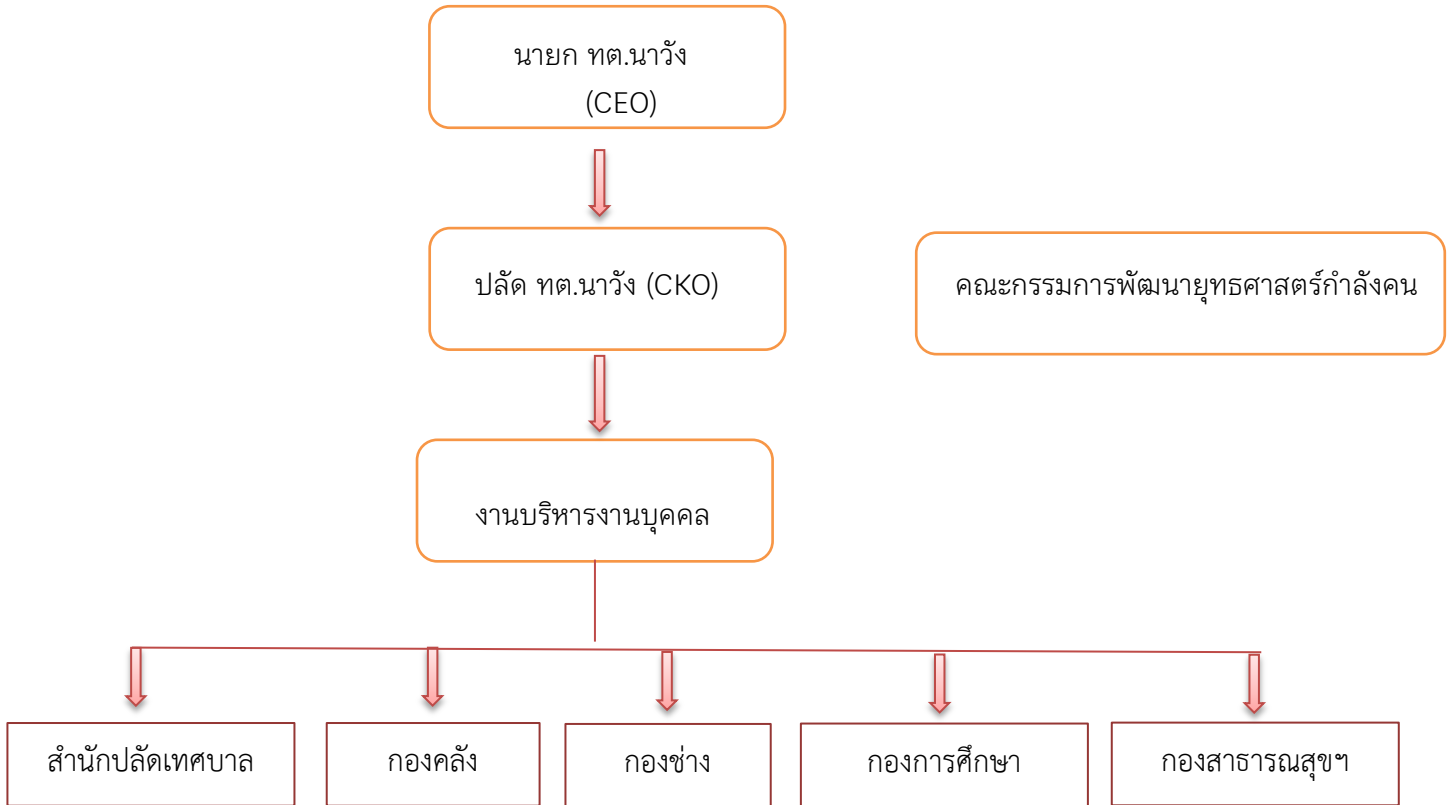 นายก ทต.นาวัง
(CEO)
ปลัด ทต.นาวัง (CKO)
คณะกรรมการพัฒนายุทธศาสตร์กำลังคน
งานบริหารงานบุคคล
สำนักปลัดเทศบาล
กองคลัง
กองช่าง
กองการศึกษา
กองสาธารณสุขฯ